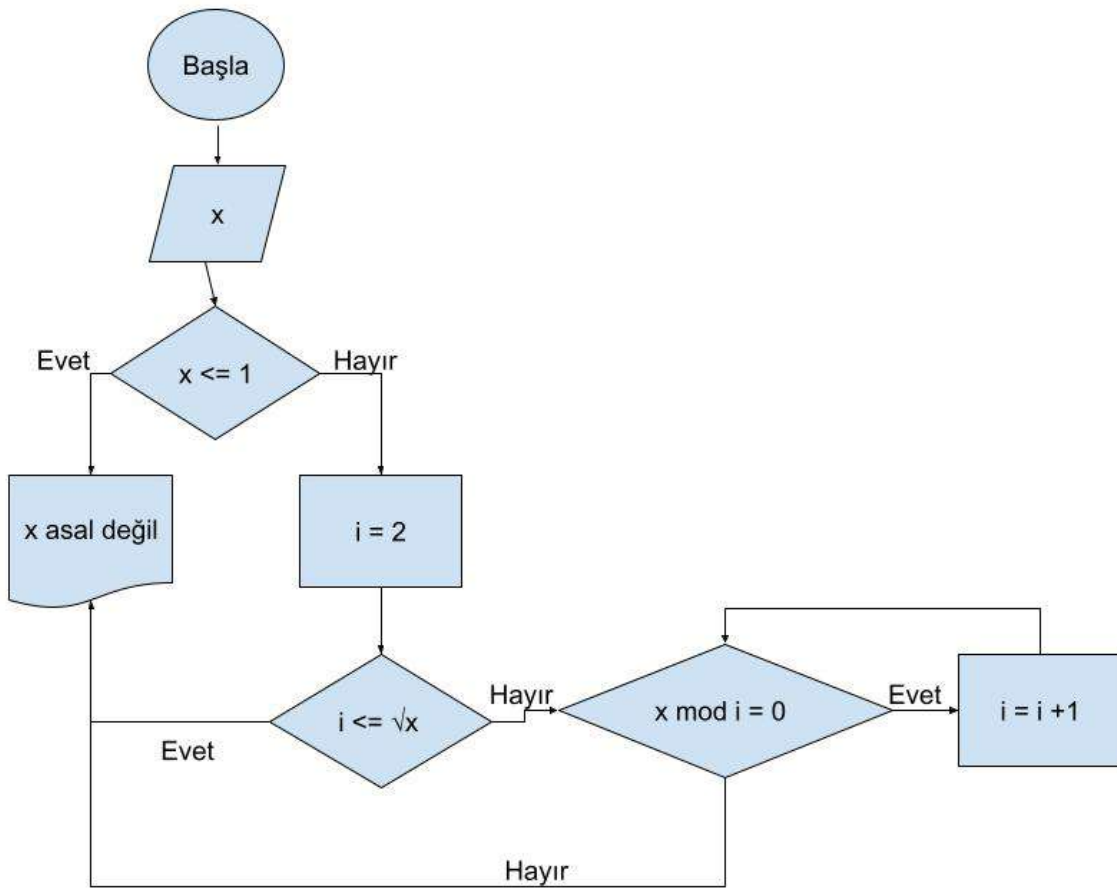 Başla
x
Evet
x <= 1
Hayır
x asal değil
i = 2
i <= √x
Evet
Hayır
x mod i = 0
Evet
i = i +1
Hayır